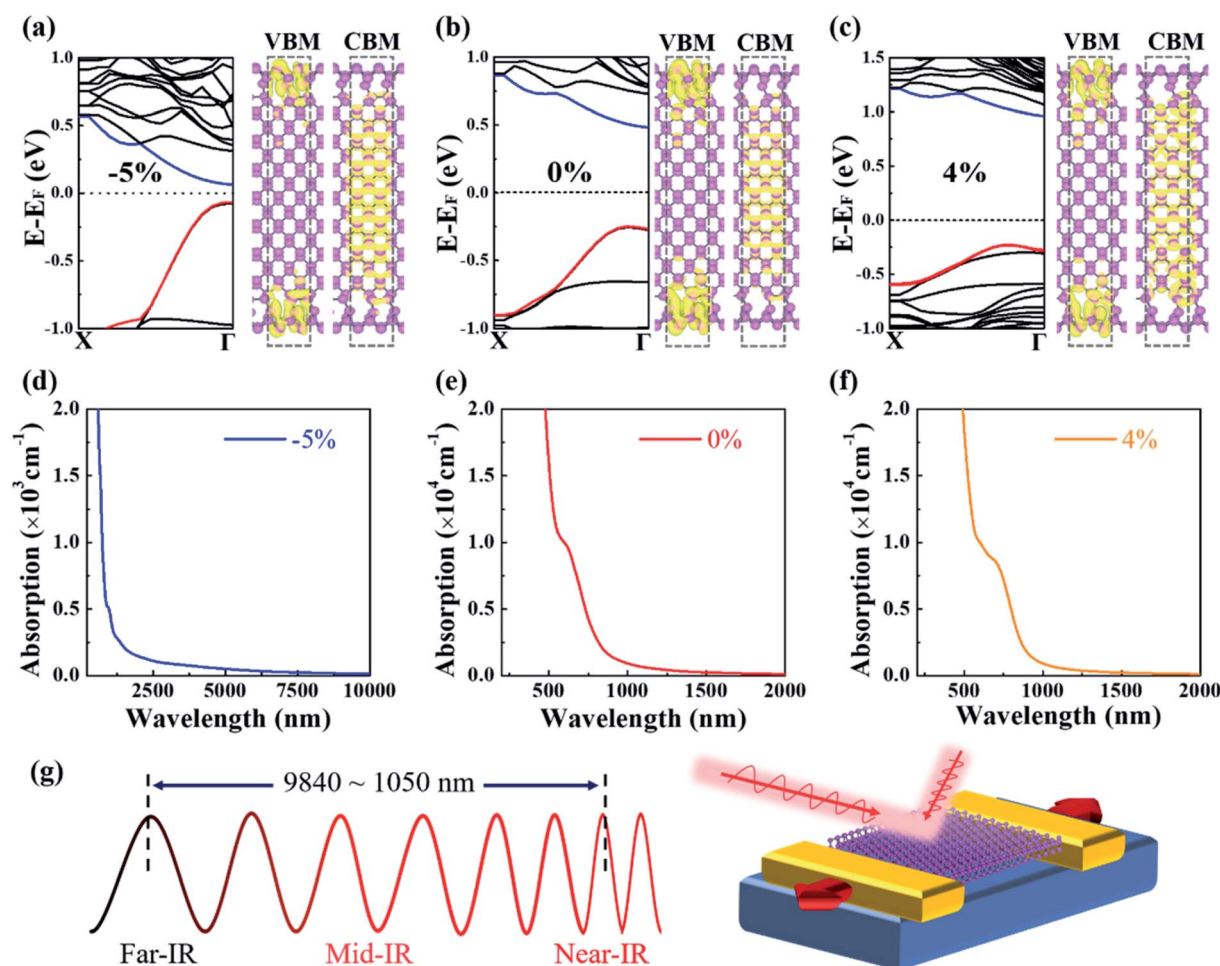 (a)
VBM CBM
1.0
0.5
0.0
-0.5
-1.0
E-EF (eV)
-5%
X Γ
(b)
VBM CBM
1.0
0.5
0.0
-0.5
-1.0
E-EF (eV)
0%
X Γ
(c)
VBM CBM
1.5
1.0
0.5
0.0
-0.5
-1.0
E-EF (eV)
4%
X Γ
(d)
2.0
1.5
1.0
0.5
0.0
Absorption (×10³cm⁻¹)
-5%
2500 5000 7500 10000
Wavelength (nm)
(e)
2.0
1.5
1.0
0.5
0.0
Absorption (×10⁴cm⁻¹)
0%
500 1000 1500 2000
Wavelength (nm)
(f)
2.0
1.5
1.0
0.5
0.0
Absorption (×10⁴cm⁻¹)
4%
500 1000 1500 2000
Wavelength (nm)
(g)
9840 ~ 1050 nm
Far-IR Mid-IR Near-IR